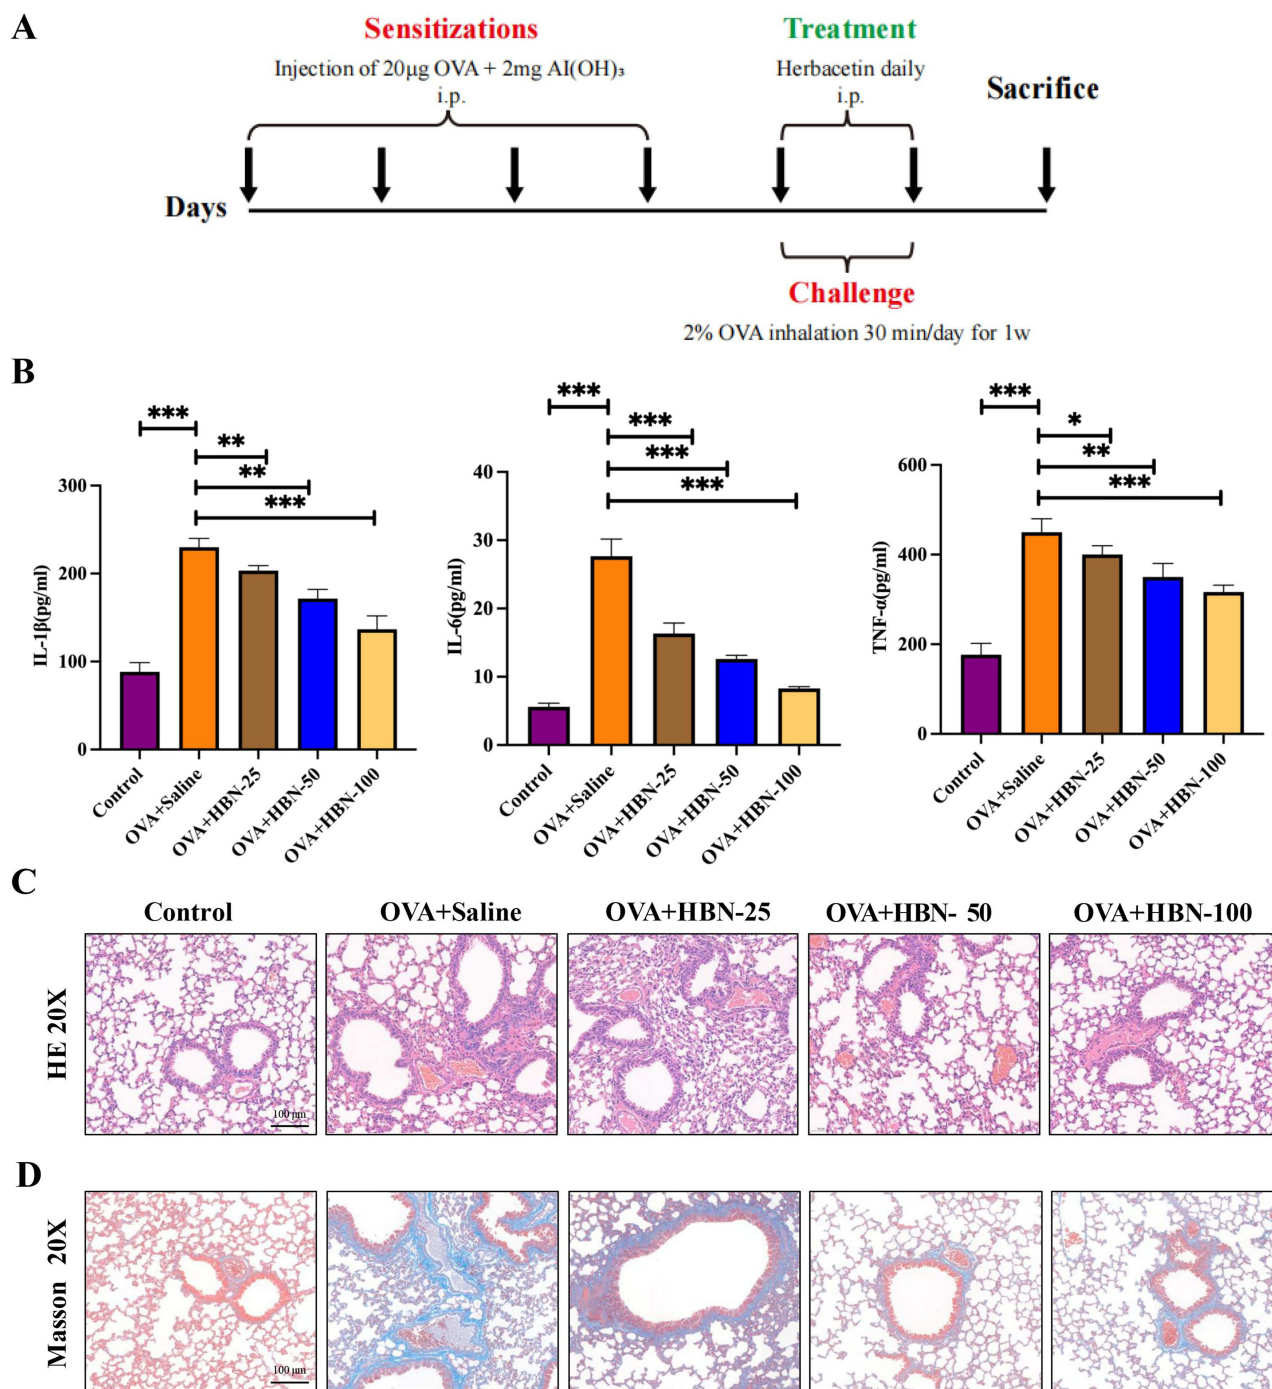 A
Sensitizations
Treatment
Injection of 20μg OVA + 2mg AI(OH)₃
i.p.
Herbacetin daily
i.p.
Sacrifice
Days
Challenge
2% OVA inhalation 30 min/day for 1w
B
***
**
**
***
IL-1β(pg/ml)
300
200
100
0
Control
OVA+Saline
OVA+HBN-25
OVA+HBN-50
OVA+HBN-100
***
***
***
***
IL-6(pg/ml)
40
30
20
10
0
Control
OVA+Saline
OVA+HBN-25
OVA+HBN-50
OVA+HBN-100
***
*
**
***
TNF-α(pg/ml)
600
400
200
0
Control
OVA+Saline
OVA+HBN-25
OVA+HBN-50
OVA+HBN-100
C
Control
OVA+Saline
OVA+HBN-25
OVA+HBN- 50
OVA+HBN-100
HE 20X
100 μm
D
Masson 20X
100 μm